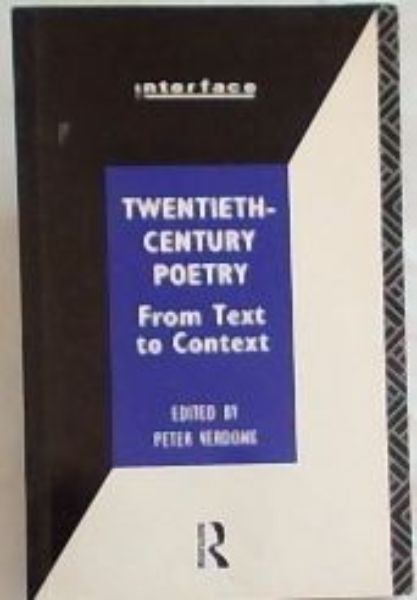 interface
TWENTIETH-
CENTURY
POETRY
From Text
to Context
EDITED BY
PETER VERDONK
R